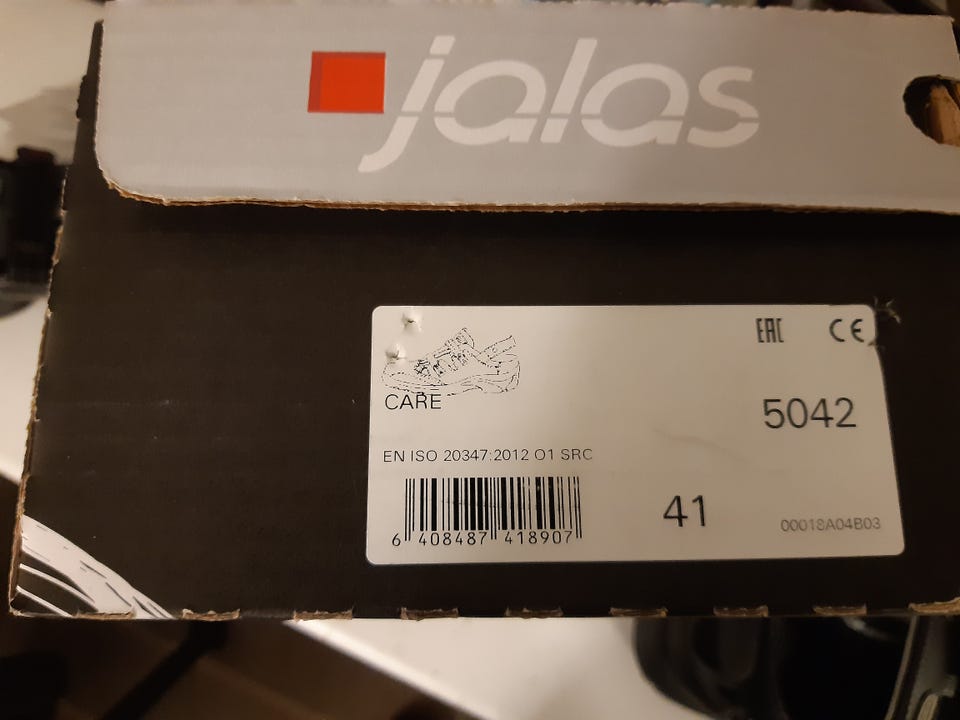 jalas
EAC CE
CARE
5042
EN ISO 20347:2012 O1 SRC
6 408487 418907
41
00018A04B03